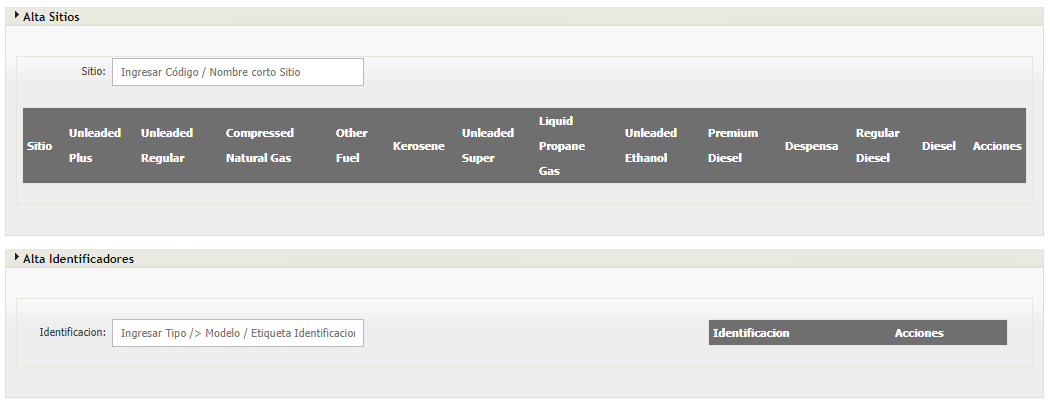 Alta Sitios
Sitio: Ingresar Código / Nombre corto Sitio
Sitio
Unleaded
Plus
Unleaded
Regular
Compressed
Natural Gas
Other
Fuel
Kerosene
Unleaded
Super
Liquid
Propane
Gas
Unleaded
Ethanol
Premium
Diesel
Despensa
Regular
Diesel
Diesel
Acciones
Alta Identificadores
Identificacion: Ingresar Tipo /> Modelo / Etiqueta Identificacion
Identificacion Acciones